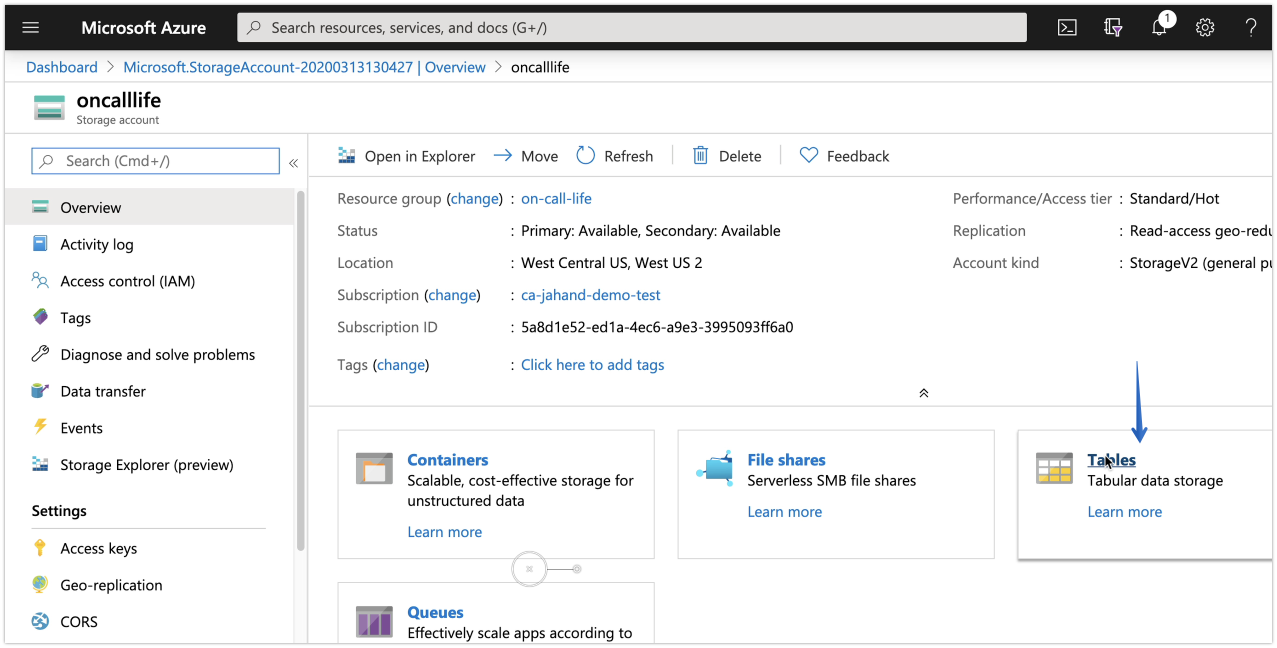 Microsoft Azure
Search resources, services, and docs (G+/)
1
Dashboard > Microsoft.StorageAccount-20200313130427 | Overview > oncalllife
oncalllife
Storage account
Search (Cmd+/)
Overview
Activity log
Access control (IAM)
Tags
Diagnose and solve problems
Data transfer
Events
Storage Explorer (preview)
Settings
Access keys
Geo-replication
CORS
Open in Explorer Move Refresh Delete Feedback
Resource group (change) : on-call-life
Status : Primary: Available, Secondary: Available
Location : West Central US, West US 2
Subscription (change) : ca-jahand-demo-test
Subscription ID : 5a8d1e52-ed1a-4ec6-a9e3-3995093ff6a0
Tags (change) : Click here to add tags
Performance/Access tier : Standard/Hot
Replication : Read-access geo-redu
Account kind : StorageV2 (general pu
Containers
Scalable, cost-effective storage for
unstructured data
Learn more
File shares
Serverless SMB file shares
Learn more
Tables
Tabular data storage
Learn more
Queues
Effectively scale apps according to